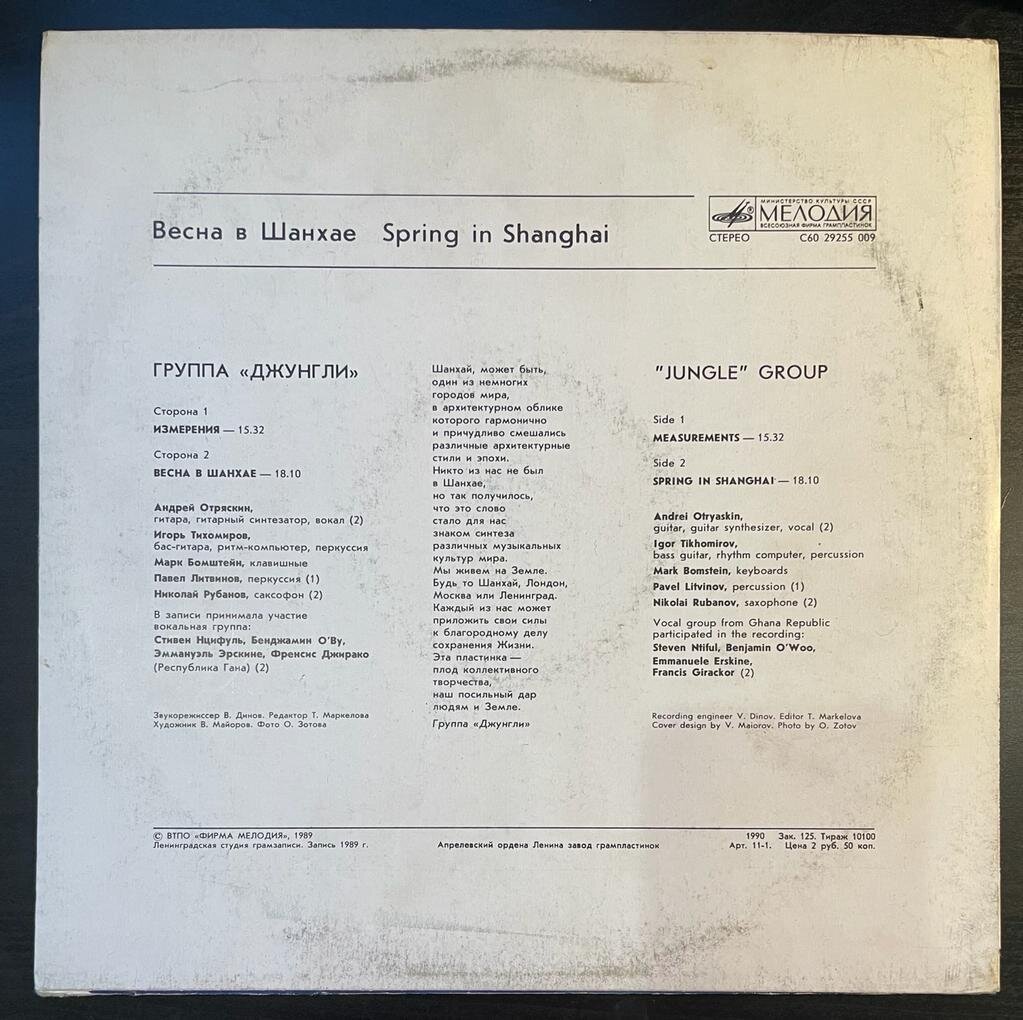 Весна в Шанхае Spring in Shanghai
МИНИСТЕРСТВО КУЛЬТУРЫ СССР
МЕЛОДИЯ
ВСЕСОЮЗНАЯ ФИРМА ГРАМПЛАСТИНОК
СТЕРЕО С60 29255 009
ГРУППА «ДЖУНГЛИ»
Сторона 1
ИЗМЕРЕНИЯ — 15.32
Сторона 2
ВЕСНА В ШАНХАЕ — 18.10
Андрей Отряскин,
гитара, гитарный синтезатор, вокал (2)
Игорь Тихомиров,
бас-гитара, ритм-компьютер, перкуссия
Марк Бомштейн, клавишные
Павел Литвинов, перкуссия (1)
Николай Рубанов, саксофон (2)
В записи принимала участие
вокальная группа:
Стивен Нцифуль, Бенджамин О'Ву,
Эммануэль Эрскине, Френсис Джирако
(Республика Гана) (2)
Звукорежиссер В. Динов. Редактор Т. Маркелова
Художник В. Майоров. Фото О. Зотова
Шанхай, может быть,
один из немногих
городов мира,
в архитектурном облике
которого гармонично
и причудливо смешались
различные архитектурные
стили и эпохи.
Никто из нас не был
в Шанхае,
но так получилось,
что это слово
стало для нас
знаком синтеза
различных музыкальных
культур мира.
Мы живем на Земле.
Будь то Шанхай, Лондон,
Москва или Ленинград.
Каждый из нас может
приложить свои силы
к благородному делу
сохранения Жизни.
Эта пластинка —
плод коллективного
творчества,
наш посильный дар
людям и Земле.
Группа «Джунгли»
"JUNGLE" GROUP
Side 1
MEASUREMENTS — 15.32
Side 2
SPRING IN SHANGHAI — 18.10
Andrei Otryaskin,
guitar, guitar synthesizer, vocal (2)
Igor Tikhomirov,
bass guitar, rhythm computer, percussion
Mark Bomstein, keyboards
Pavel Litvinov, percussion (1)
Nikolai Rubanov, saxophone (2)
Vocal group from Ghana Republic
participated in the recording:
Steven Ntiful, Benjamin O'Woo,
Emmanuele Erskine,
Francis Girackor (2)
Recording engineer V. Dinov. Editor T. Markelova
Cover design by V. Maiorov. Photo by O. Zotov
© ВТПО «ФИРМА МЕЛОДИЯ», 1989
Ленинградская студия грамзаписи. Запись 1989 г.
Апрелевский ордена Ленина завод грампластинок
1990 Зак. 125. Тираж 10100
Арт. 11-1. Цена 2 руб. 50 коп.